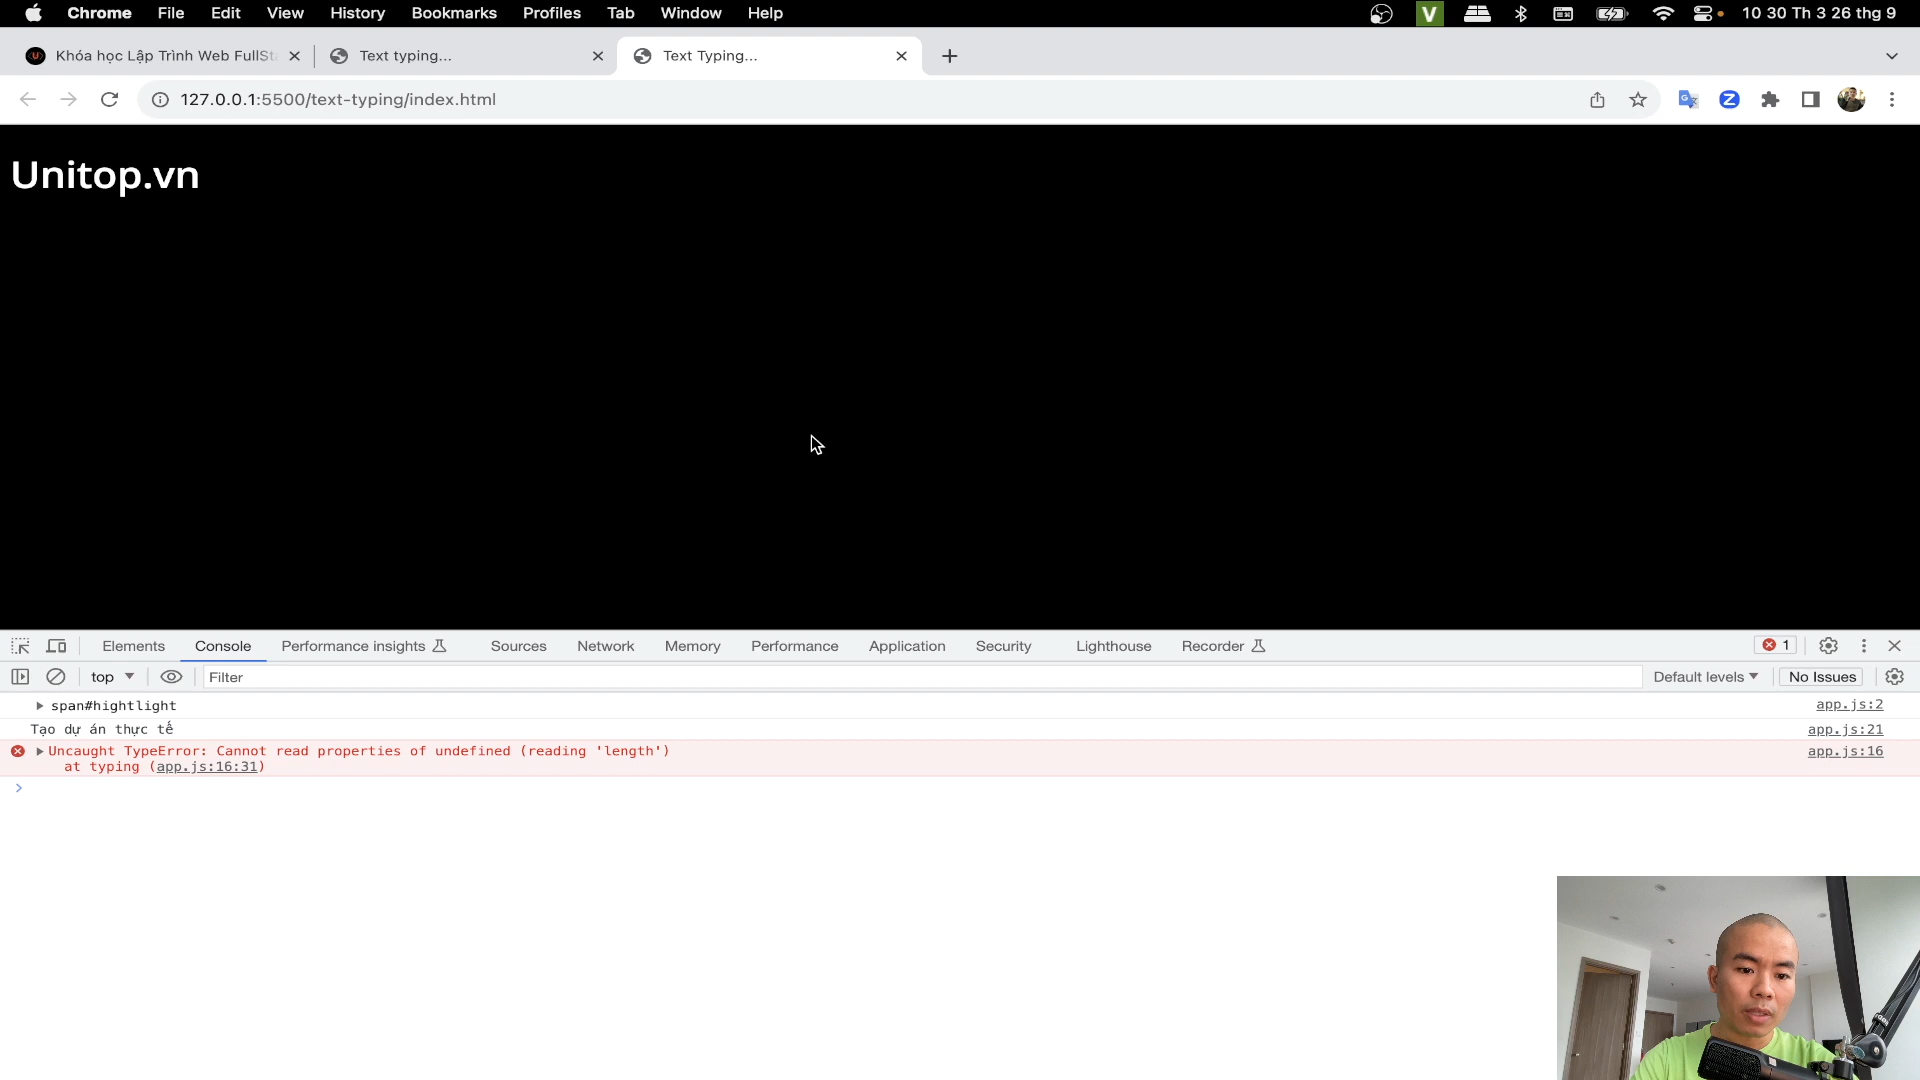 Chrome File Edit View History Bookmarks Profiles Tab Window Help V 10 30 Th 3 26 thg 9
Khóa học Lập Trình Web FullSt Text typing... Text Typing...
127.0.0.1:5500/text-typing/index.html
Unitop.vn
Elements Console Performance insights Sources Network Memory Performance Application Security Lighthouse Recorder 1
top Filter Default levels No Issues
span#hightlight app.js:2
Tạo dự án thực tế app.js:21
Uncaught TypeError: Cannot read properties of undefined (reading 'length') app.js:16
at typing (app.js:16:31)